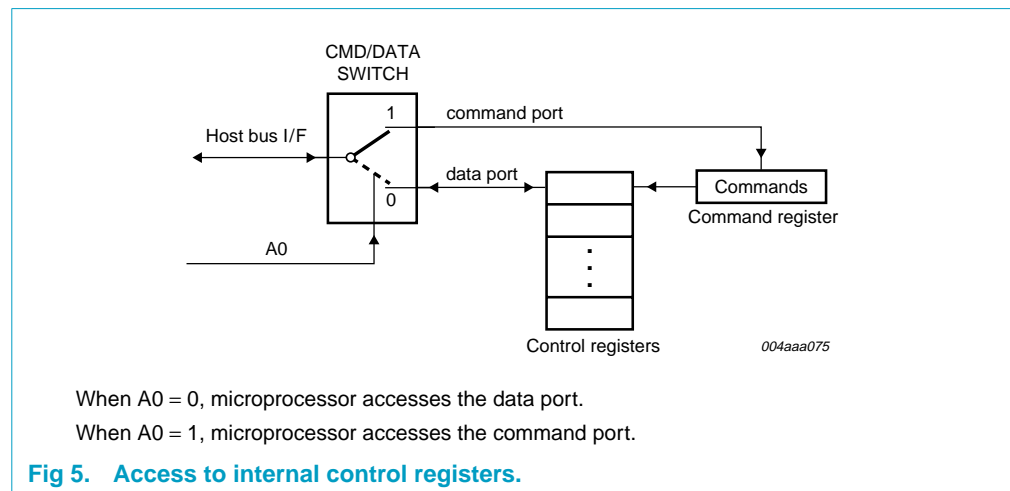 CMD/DATA
SWITCH
1
command port
Host bus I/F
data port
Commands
0
Command register
A0
Control registers
004aaa075
When A0 = 0, microprocessor accesses the data port.
When A0 = 1, microprocessor accesses the command port.
Fig 5. Access to internal control registers.